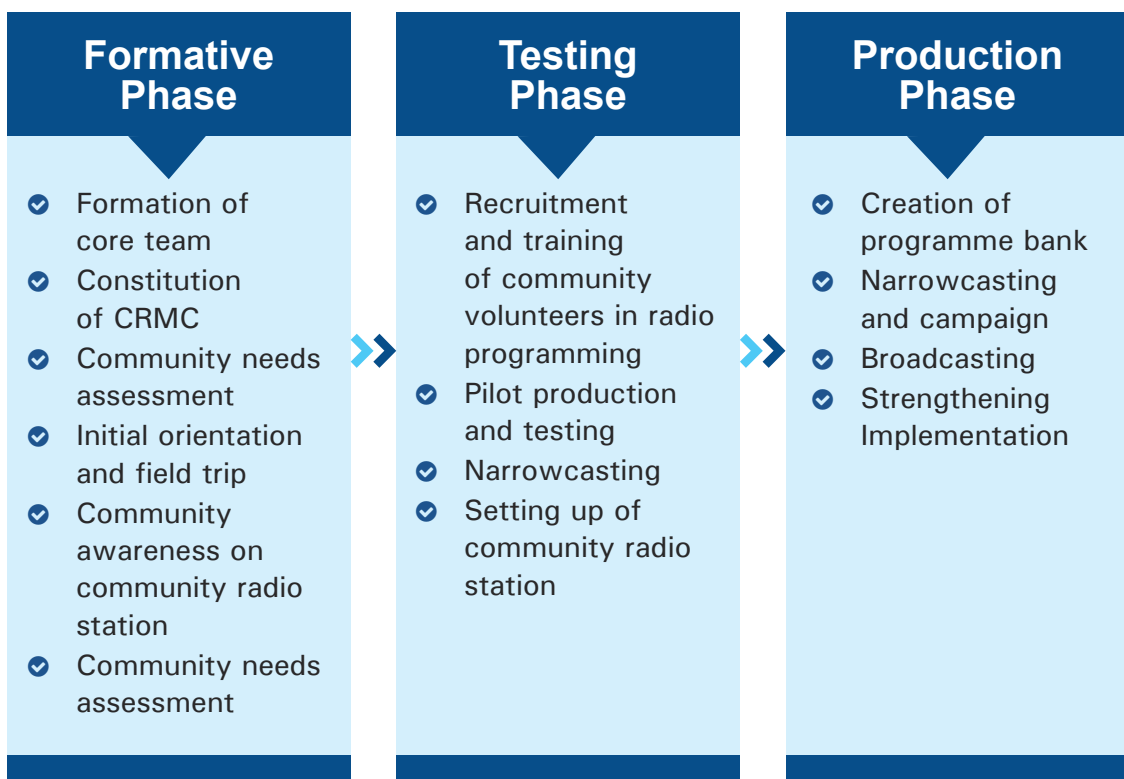 Formative
Phase
Formation of
core team
Constitution
of CRMC
Community needs
assessment
Initial orientation
and field trip
Community
awareness on
community radio
station
Community needs
assessment
Testing
Phase
Recruitment
and training
of community
volunteers in radio
programming
Pilot production
and testing
Narrowcasting
Setting up of
community radio
station
Production
Phase
Creation of
programme bank
Narrowcasting
and campaign
Broadcasting
Strengthening
Implementation